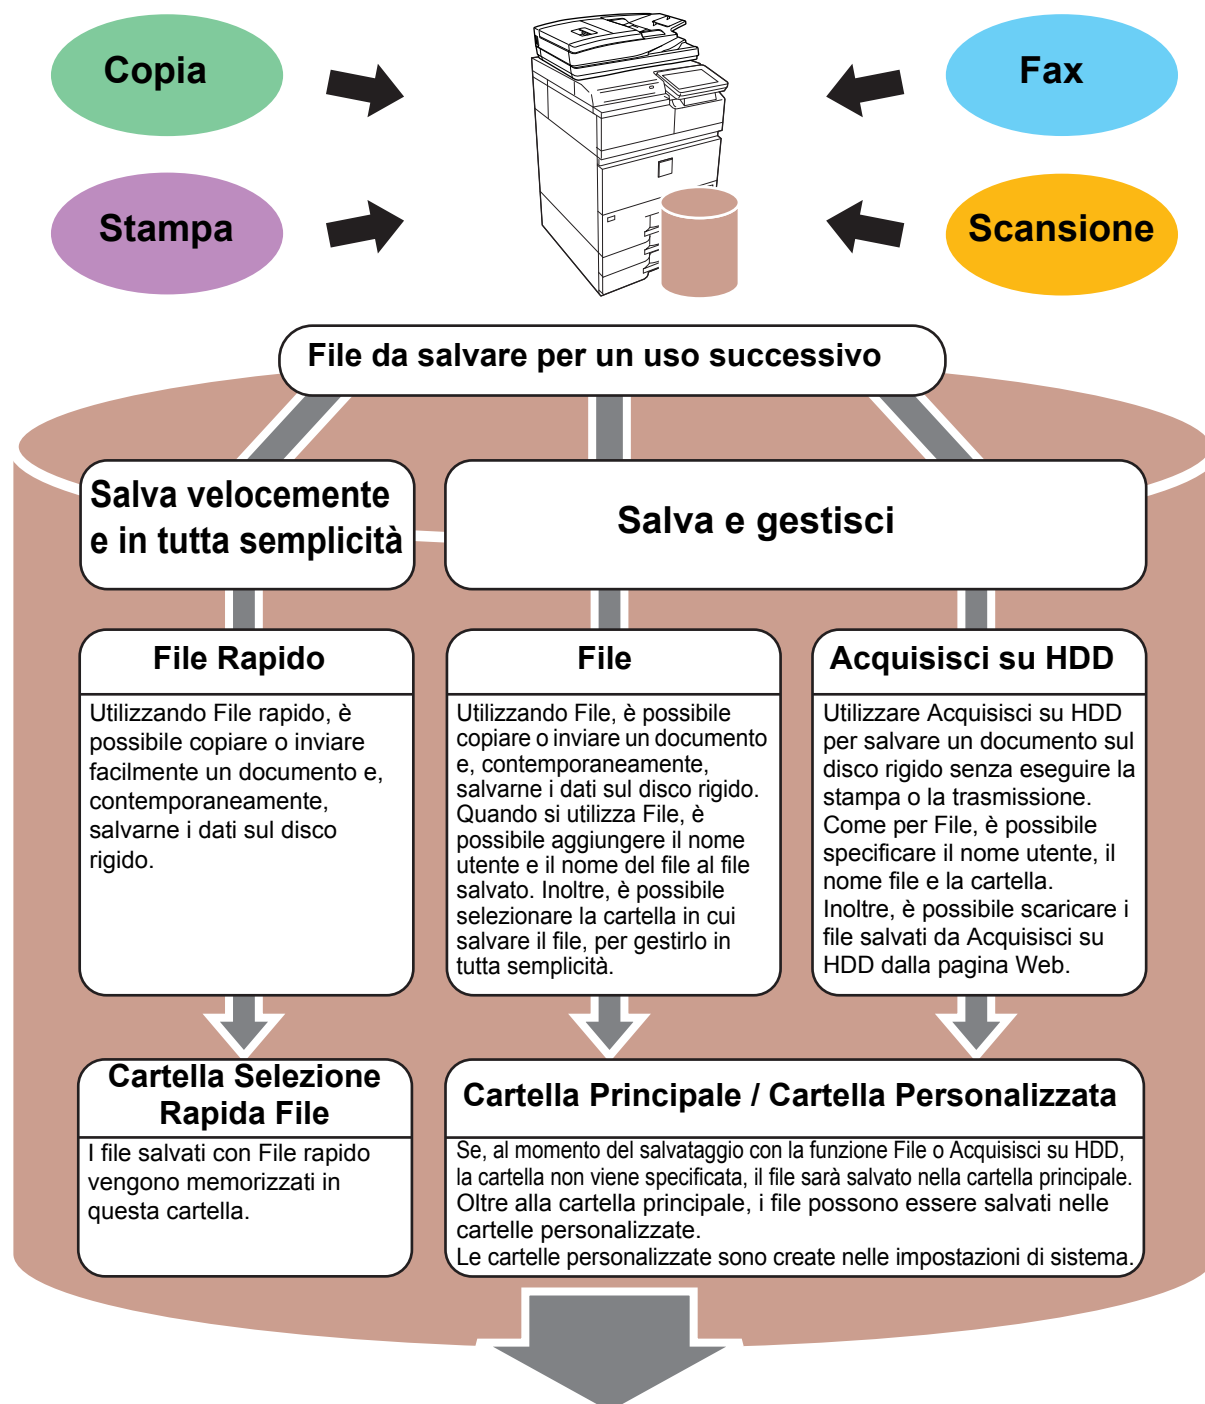 Copia
Fax
Stampa
Scansione
File da salvare per un uso successivo
Salva velocemente
e in tutta semplicità
Salva e gestisci
File Rapido
Utilizzando File rapido, è
possibile copiare o inviare
facilmente un documento e,
contemporaneamente,
salvarne i dati sul disco
rigido.
File
Utilizzando File, è possibile
copiare o inviare un documento
e, contemporaneamente,
salvarne i dati sul disco rigido.
Quando si utilizza File, è
possibile aggiungere il nome
utente e il nome del file al file
salvato. Inoltre, è possibile
selezionare la cartella in cui
salvare il file, per gestirlo in
tutta semplicità.
Acquisisci su HDD
Utilizzare Acquisisci su HDD
per salvare un documento sul
disco rigido senza eseguire la
stampa o la trasmissione.
Come per File, è possibile
specificare il nome utente, il
nome file e la cartella.
Inoltre, è possibile scaricare i
file salvati da Acquisisci su
HDD dalla pagina Web.
Cartella Selezione
Rapida File
I file salvati con File rapido
vengono memorizzati in
questa cartella.
Cartella Principale / Cartella Personalizzata
Se, al momento del salvataggio con la funzione File o Acquisisci su HDD,
la cartella non viene specificata, il file sarà salvato nella cartella principale.
Oltre alla cartella principale, i file possono essere salvati nelle
cartelle personalizzate.
Le cartelle personalizzate sono create nelle impostazioni di sistema.